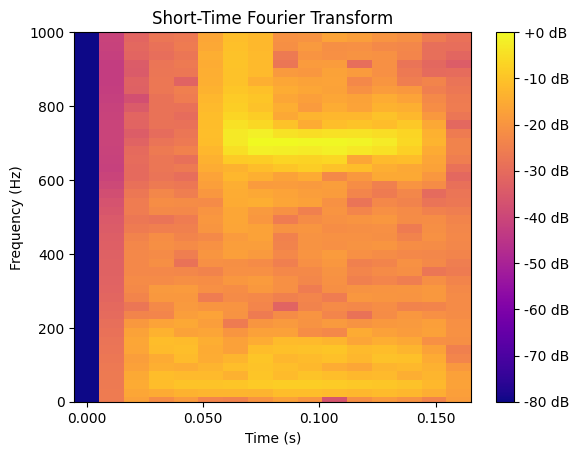 Short-Time Fourier Transform
1000
800
600
400
200
0
Frequency (Hz)
0.000
0.050
0.100
0.150
Time (s)
+0 dB
-10 dB
-20 dB
-30 dB
-40 dB
-50 dB
-60 dB
-70 dB
-80 dB